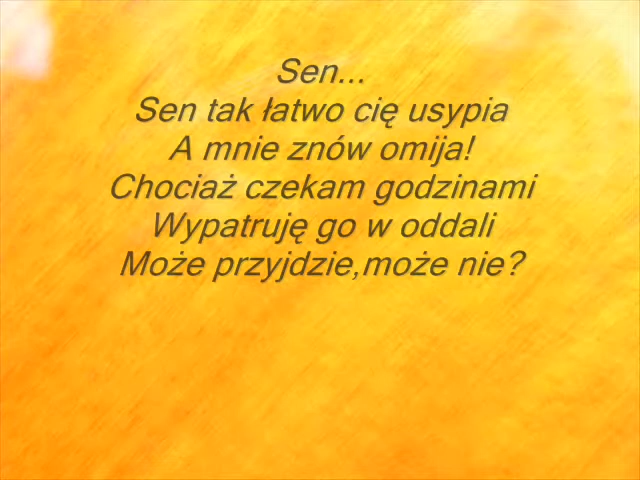 Sen...
Sen tak łatwo cię usypia
A mnie znów omija!
Chociaż czekam godzinami
Wypatruję go w oddali
Może przyjdzie,może nie?